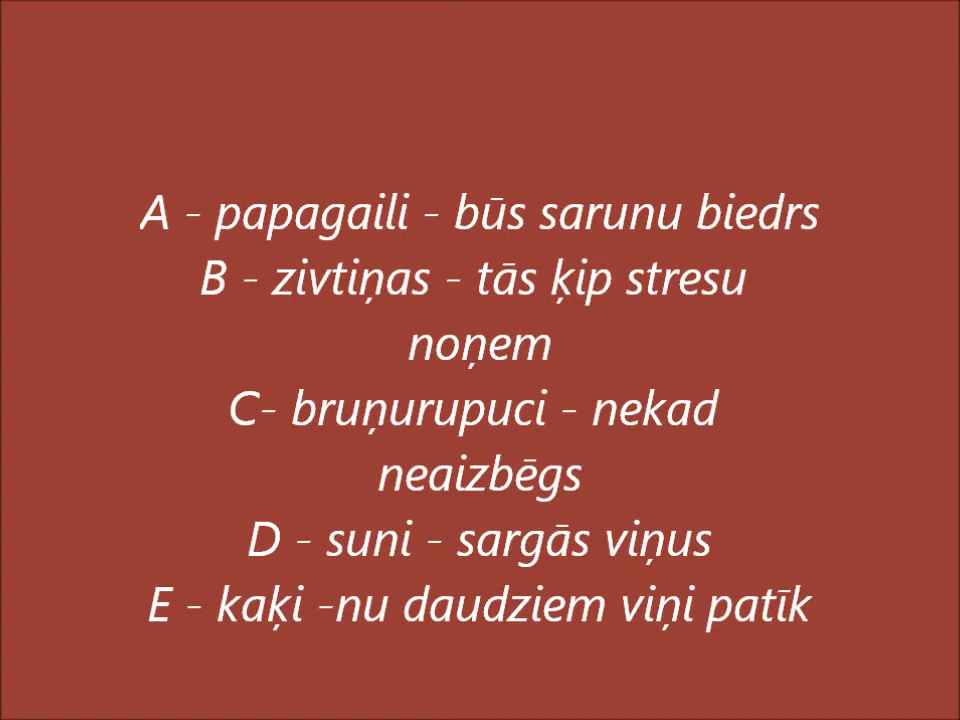 A - papagaili - būs sarunu biedrs
B - zivtiņas - tās ķip stresu
noņem
C- bruņurupuci - nekad
neaizbēgs
D - suni - sargās viņus
E - kaķi -nu daudziem viņi patīk